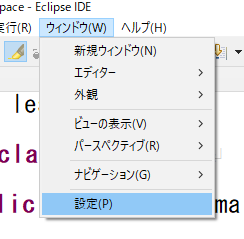 pace - Eclipse IDE
実行(R) ウィンドウ(W) ヘルプ(H)
新規ウィンドウ(N)
エディター
le
外観
ビューの表示(V)
cla
パースペクティブ(R)
ナビゲーション(G)
lic
設定(P)
ma